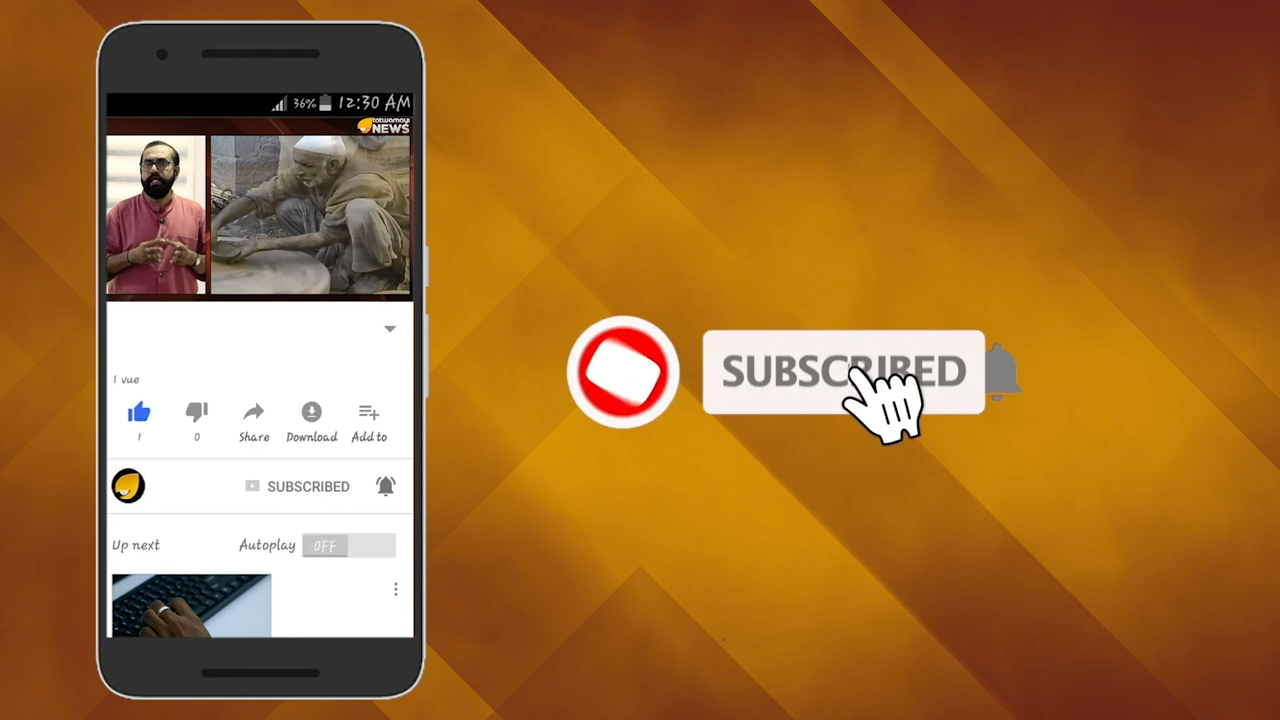 36% 12:30 AM
tatwamayi
NEWS
1 vue
1
0
Share
Download
Add to
SUBSCRIBED
Up next
Autoplay
OFF
SUBSCRIBED